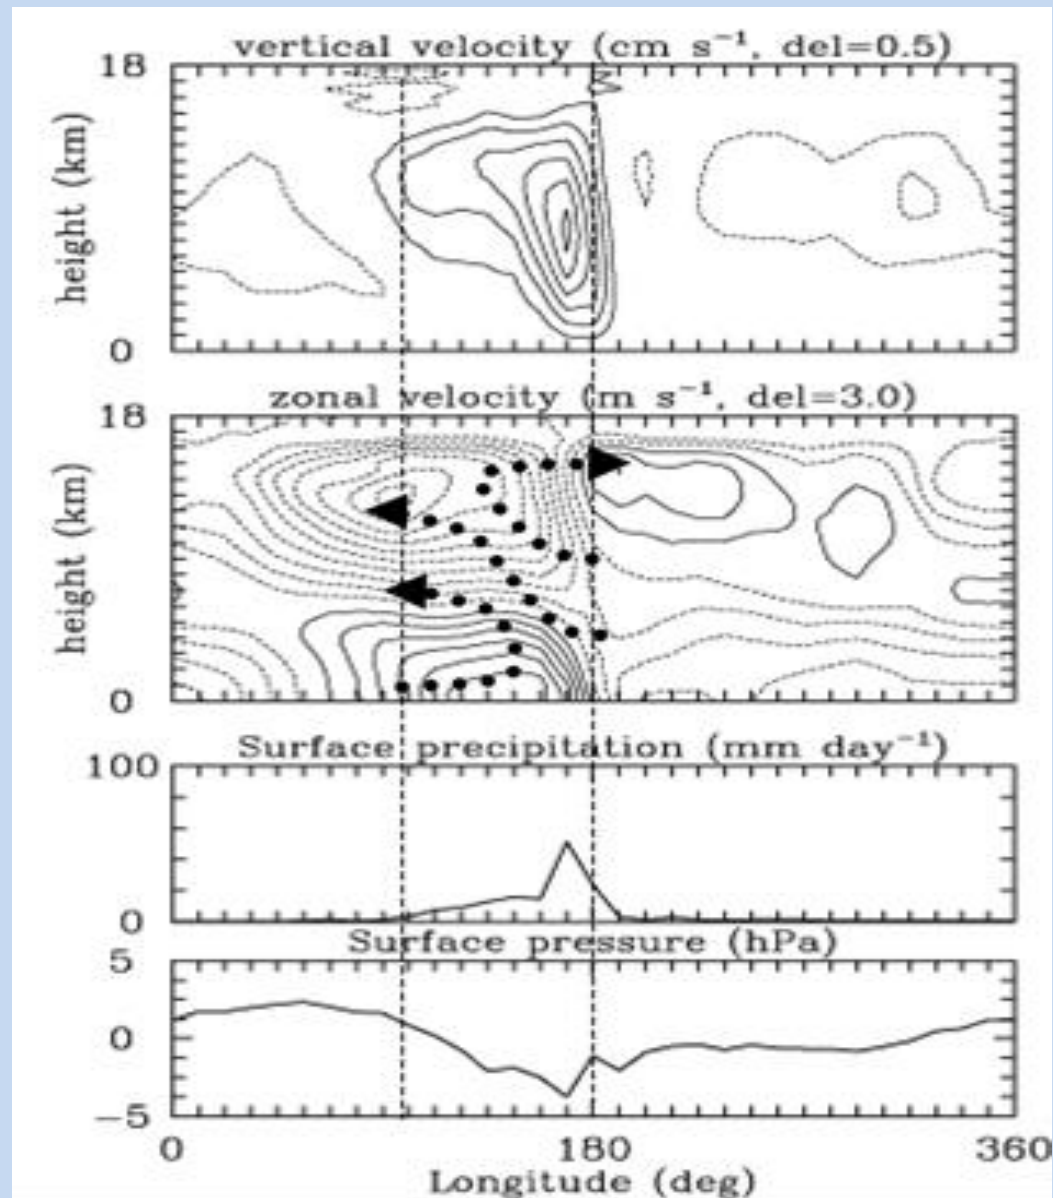 vertical velocity (cm s⁻¹, del=0.5)
18
height (km)
0
zonal velocity (m s⁻¹, del=3.0)
18
height (km)
0
Surface precipitation (mm day⁻¹)
100
0
Surface pressure (hPa)
5
0
−5
0 180 360
Longitude (deg)